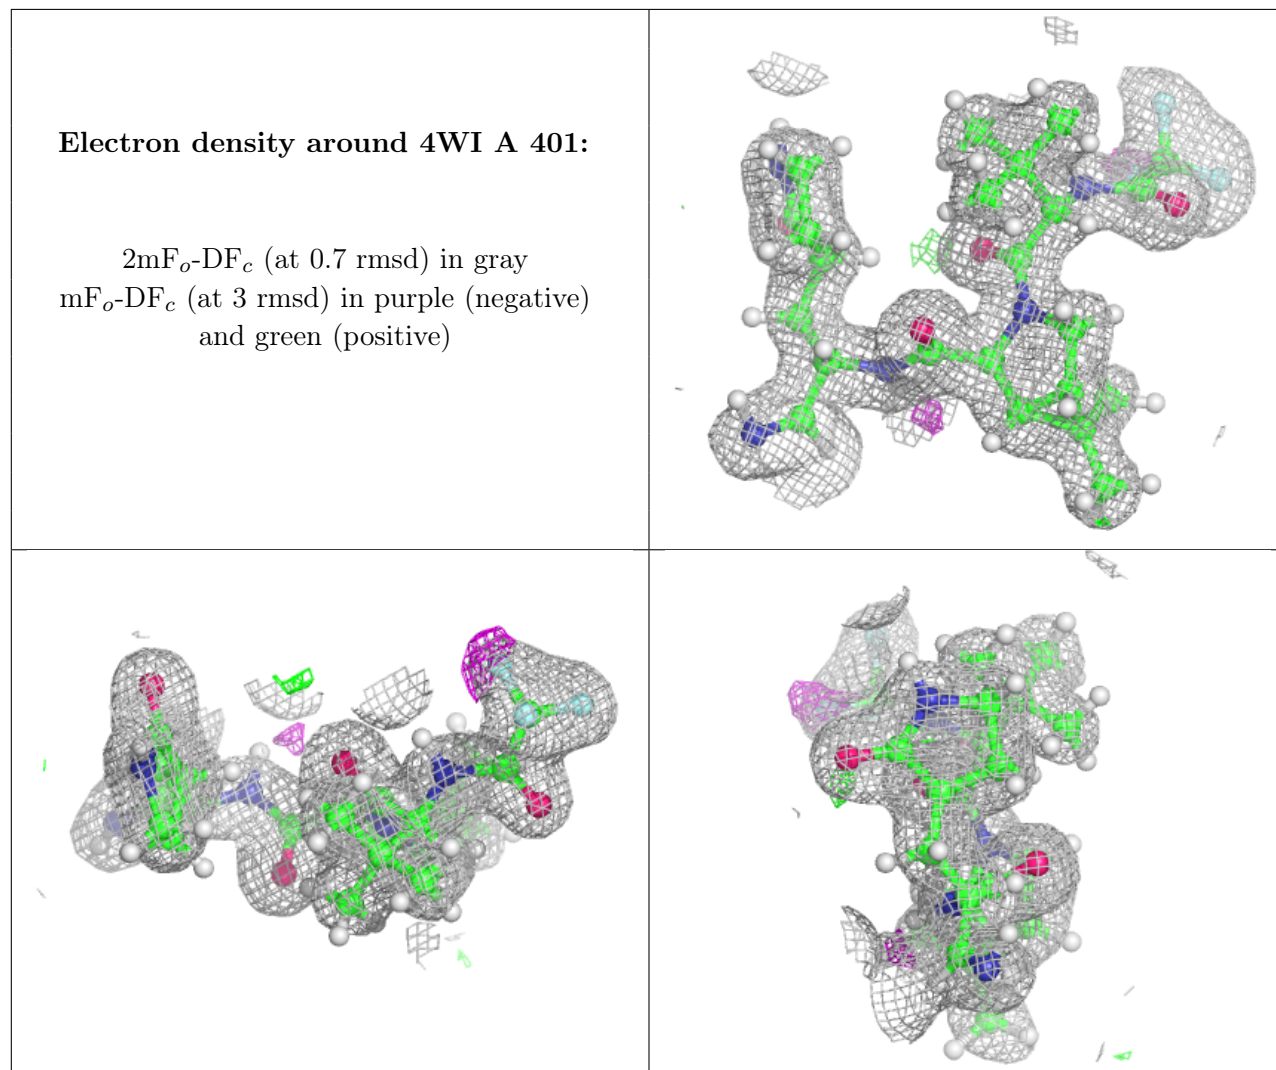 Electron density around 4WI A 401:
2mFo-DFc (at 0.7 rmsd) in gray
mFo-DFc (at 3 rmsd) in purple (negative)
and green (positive)